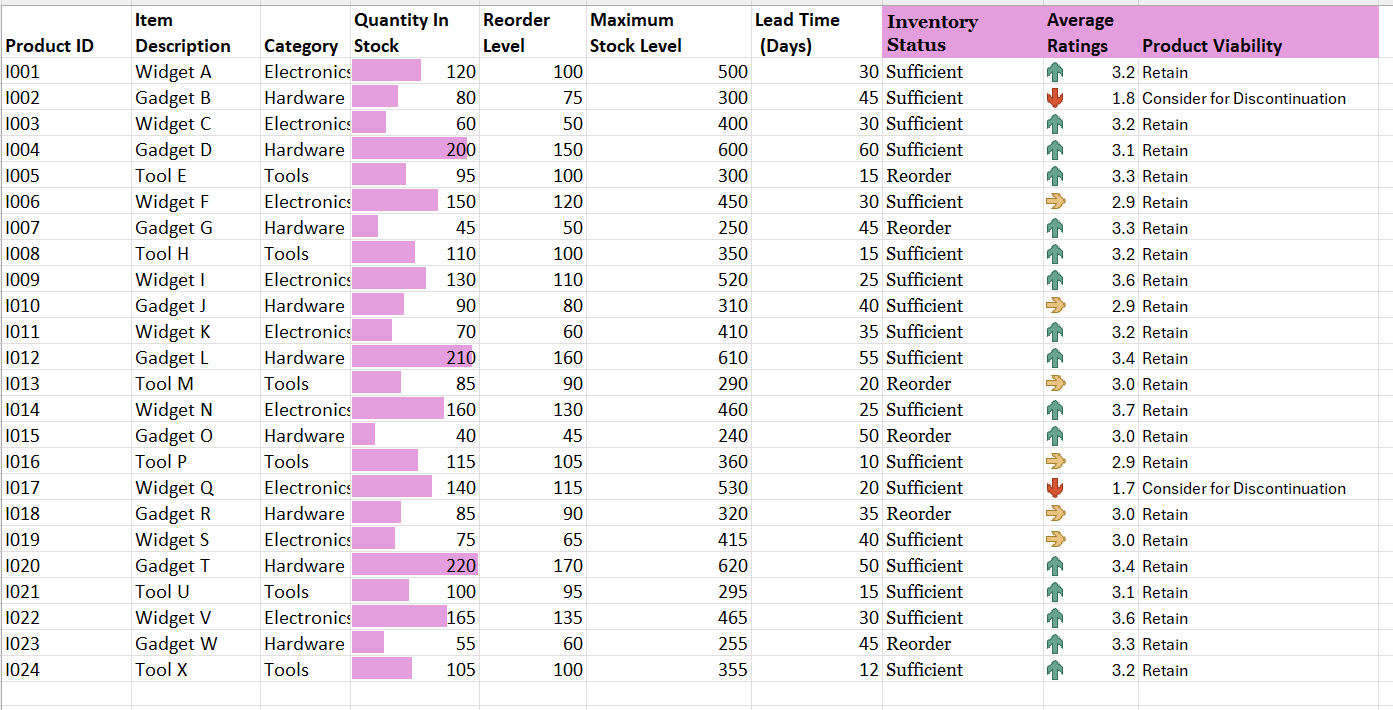 Product ID Item Description Category Quantity In Stock Reorder Level Maximum Stock Level Lead Time (Days) Inventory Status Average Ratings Product Viability
I001 Widget A Electronics 120 100 500 30 Sufficient 3.2 Retain
I002 Gadget B Hardware 80 75 300 45 Sufficient 1.8 Consider for Discontinuation
I003 Widget C Electronics 60 50 400 30 Sufficient 3.2 Retain
I004 Gadget D Hardware 200 150 600 60 Sufficient 3.1 Retain
I005 Tool E Tools 95 100 300 15 Reorder 3.3 Retain
I006 Widget F Electronics 150 120 450 30 Sufficient 2.9 Retain
I007 Gadget G Hardware 45 50 250 45 Reorder 3.3 Retain
I008 Tool H Tools 110 100 350 15 Sufficient 3.2 Retain
I009 Widget I Electronics 130 110 520 25 Sufficient 3.6 Retain
I010 Gadget J Hardware 90 80 310 40 Sufficient 2.9 Retain
I011 Widget K Electronics 70 60 410 35 Sufficient 3.2 Retain
I012 Gadget L Hardware 210 160 610 55 Sufficient 3.4 Retain
I013 Tool M Tools 85 90 290 20 Reorder 3.0 Retain
I014 Widget N Electronics 160 130 460 25 Sufficient 3.7 Retain
I015 Gadget O Hardware 40 45 240 50 Reorder 3.0 Retain
I016 Tool P Tools 115 105 360 10 Sufficient 2.9 Retain
I017 Widget Q Electronics 140 115 530 20 Sufficient 1.7 Consider for Discontinuation
I018 Gadget R Hardware 85 90 320 35 Reorder 3.0 Retain
I019 Widget S Electronics 75 65 415 40 Sufficient 3.0 Retain
I020 Gadget T Hardware 220 170 620 50 Sufficient 3.4 Retain
I021 Tool U Tools 100 95 295 15 Sufficient 3.1 Retain
I022 Widget V Electronics 165 135 465 30 Sufficient 3.6 Retain
I023 Gadget W Hardware 55 60 255 45 Reorder 3.3 Retain
I024 Tool X Tools 105 100 355 12 Sufficient 3.2 Retain